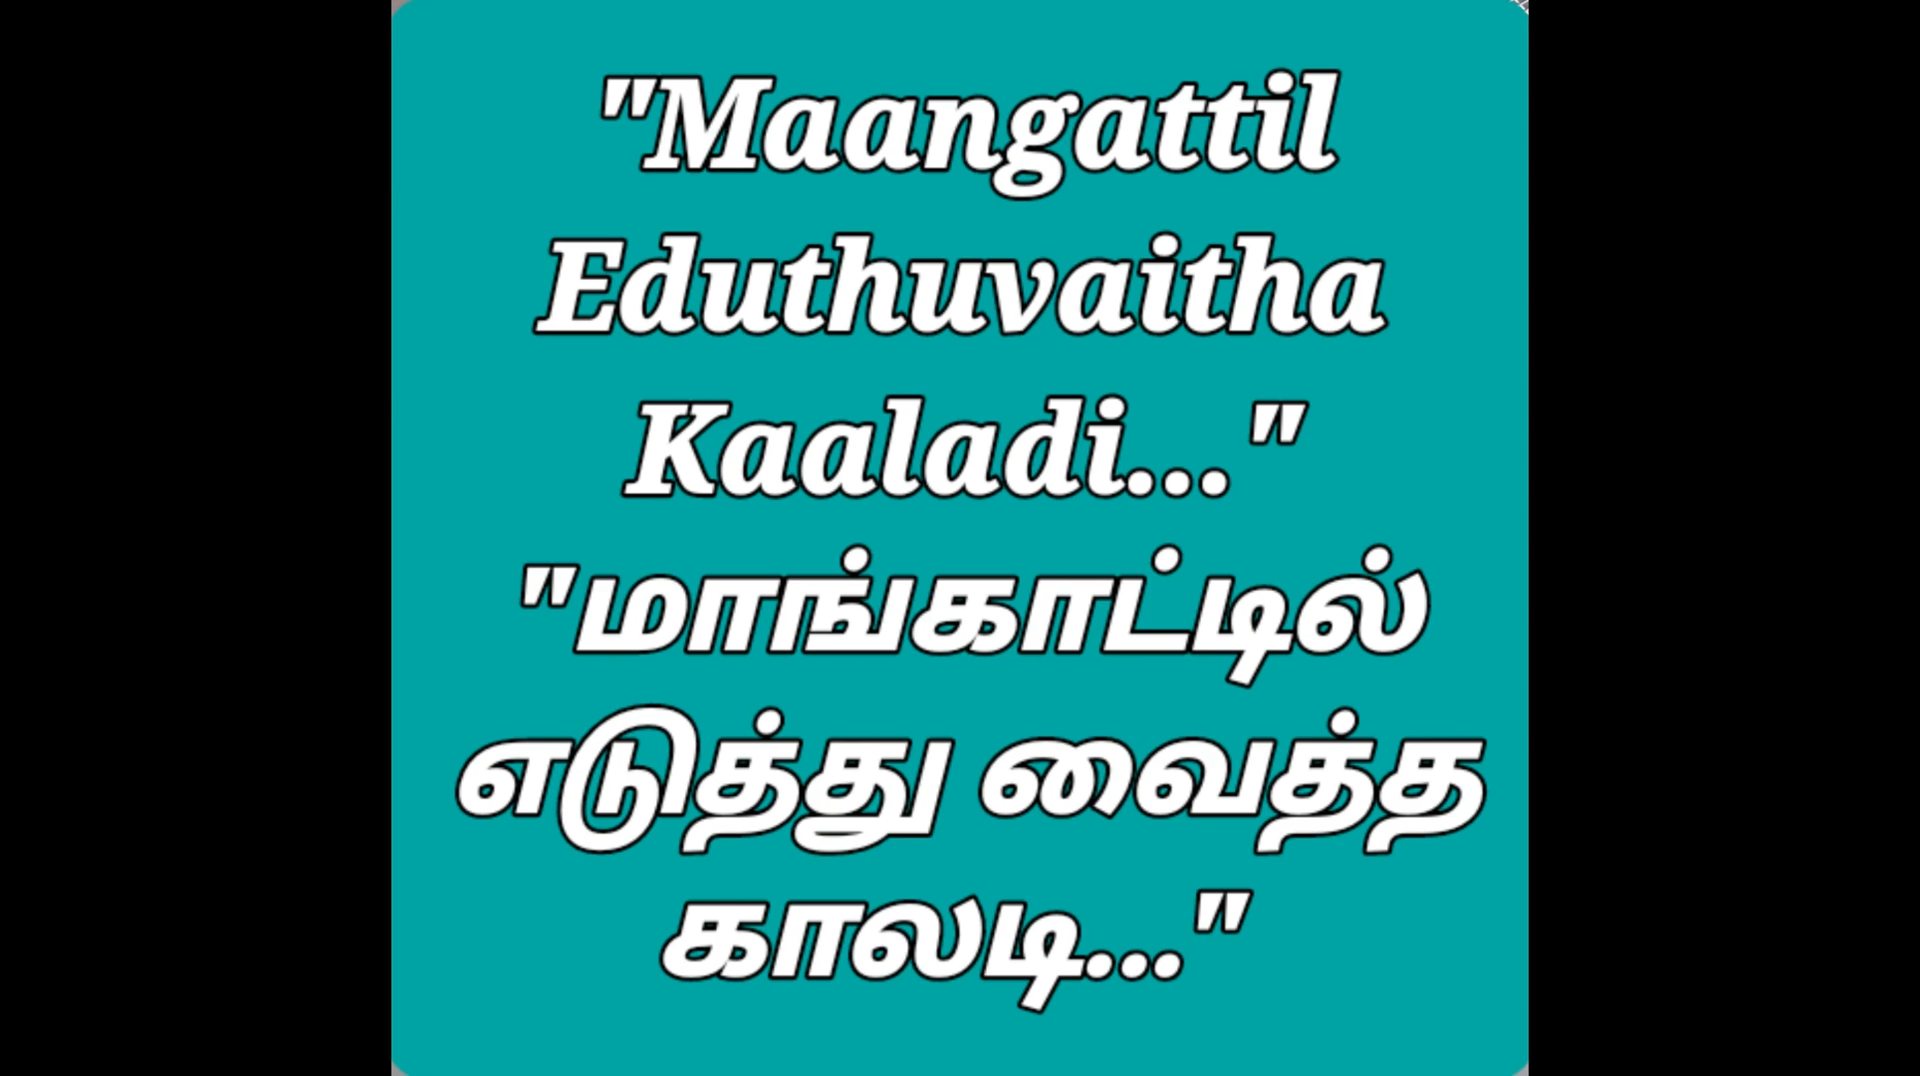 "Maangattil
Eduthuvaitha
Kaaladi..."
"மாங்காட்டில்
எடுத்து வைத்த
காலடி..."